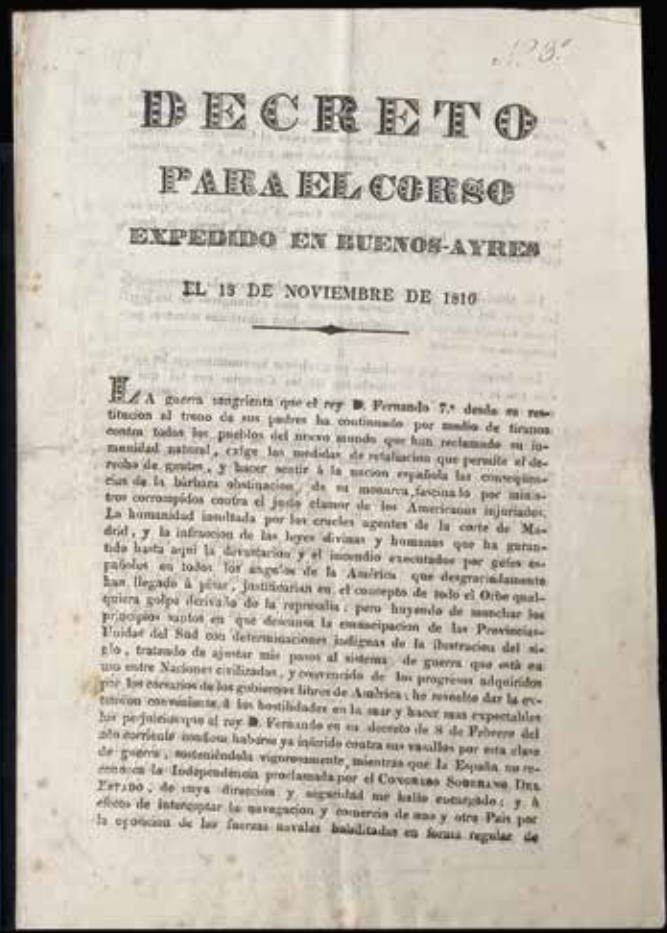 Nº 3º
DECRETO
PARA EL CORSO
EXPEDIDO EN BUENOS-AYRES
EL 18 DE NOVIEMBRE DE 1816
LA guerra sangrienta que el rey D. Fernando 7.º desde su res-
titucion al trono de sus padres ha continuado por medio de tiranos
contra todos los pueblos del nuevo mundo que han reclamado su in-
manidad natural, exige las medidas de retaliacion que permite el de-
recho de gentes, y hacer sentir á la nacion española las consequen-
cias de la bárbara obstinacion de su monarca, fascinado por minis-
tros corrompidos contra el justo clamor de los Americanos injuriados.
La humanidad insultada por los crueles agentes de la corte de Ma-
drid, y la infraccion de las leyes divinas y humanas que ha guran-
tido hasta aquí la devastacion y el incendio executados por gefes es-
pañoles en todos los angulos de la América que desgraciadamente
han llegado á pisar, justificarian en el concepto de todo el Orbe qual-
quiera golpe derivado de la represalia; pero huyendo de manchar los
principios santos en que descansa la emancipacion de las Provincias-
Unidas del Sud con determinaciones indignas de la ilustracion del si-
glo, tratando de ajustar mis pasos al sistema de guerra que está en
uso entre Naciones civilizadas, y convencido de los progresos adquiridos
por los corsarios de los gobiernos libres de América; he resuelto dar la ex-
tension conveniente á las hostilidades en la mar y hacer mas expectables
los perjuicios que el rey D. Fernando en su decreto de 8 de Febrero del
año corriente confiesa haberse ya inferido contra sus vasallos por esta clase
de guerra, sosteniéndola vigorosamente, mientras que la España no re-
conozca la Independencia proclamada por el CONGRESO SOBERANO DEL
ESTADO, de cuya direccion y seguridad me hallo encargado; y á
efecto de interceptar la navegacion y comercio de uno y otro Pais por
la oposicion de las fuerzas navales habilitadas en forma regular de